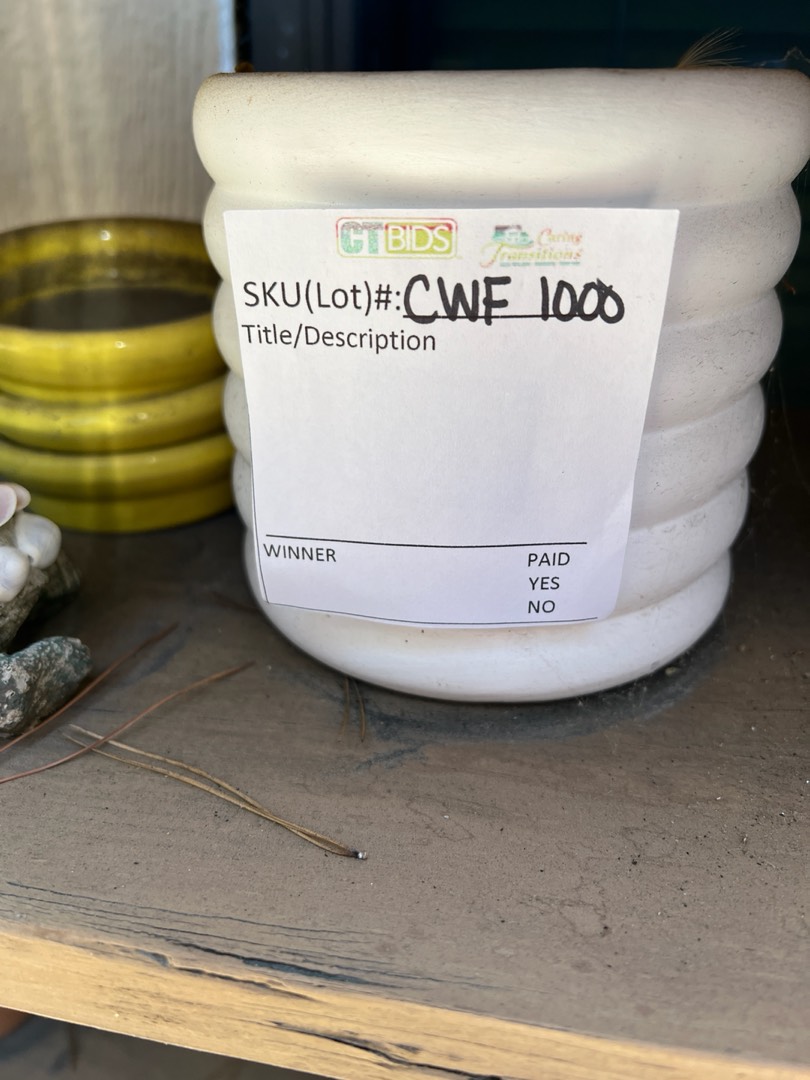 CTBIDS Caring Transitions
SKU(Lot)#: CWF 1000
Title/Description
WINNER PAID
YES
NO